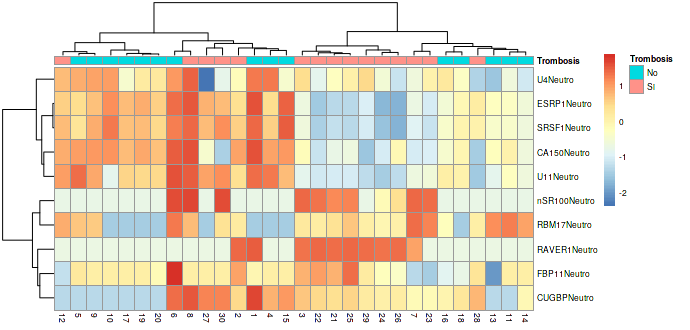 Trombosis
U4Neutro
ESRP1Neutro
SRSF1Neutro
CA150Neutro
U11Neutro
nSR100Neutro
RBM17Neutro
RAVER1Neutro
FBP11Neutro
CUGBPNeutro
12 5 9 10 17 19 20 6 8 27 30 2 1 4 15 3 22 21 25 29 24 26 7 23 16 18 28 13 11 14
1
0
-1
-2
Trombosis
No
SI